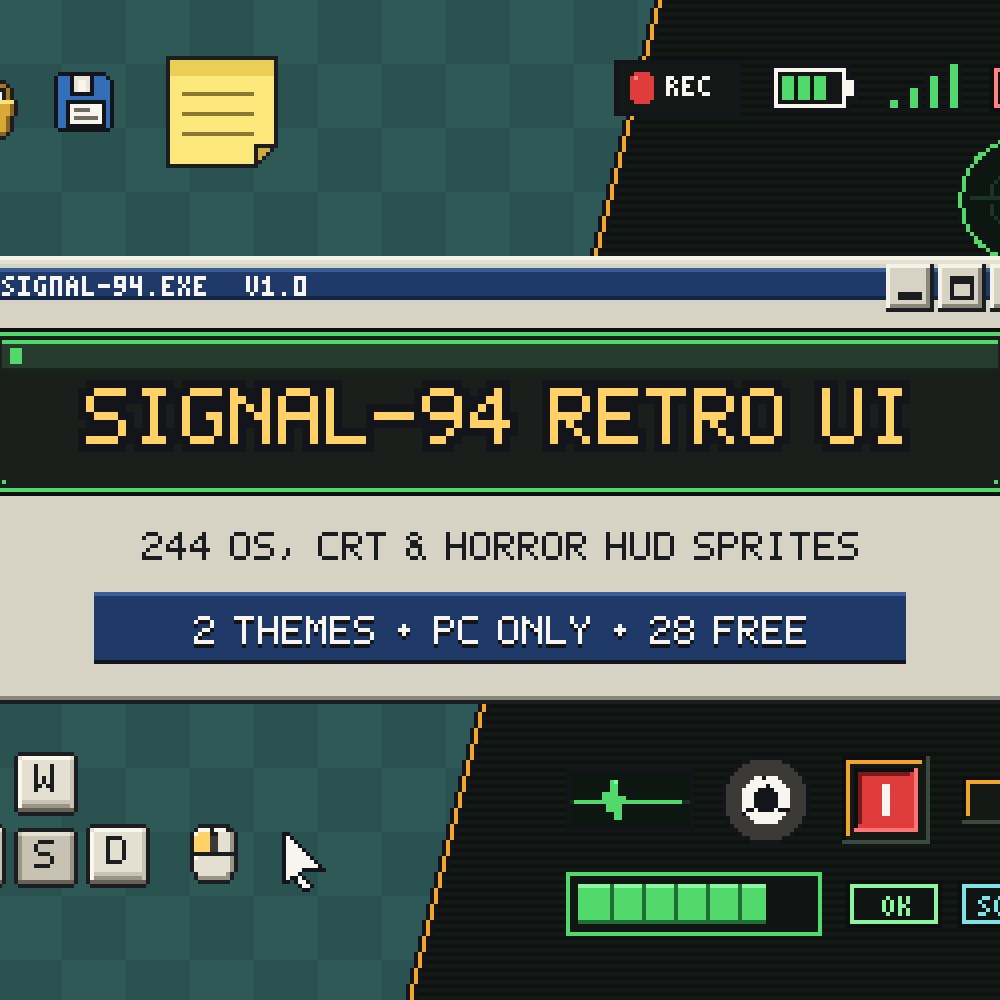 REC
SIGNAL-94.EXE V1.0
SIGNAL-94 RETRO UI
244 OS, CRT & HORROR HUD SPRITES
2 THEMES • PC ONLY • 28 FREE
W
S D
OK